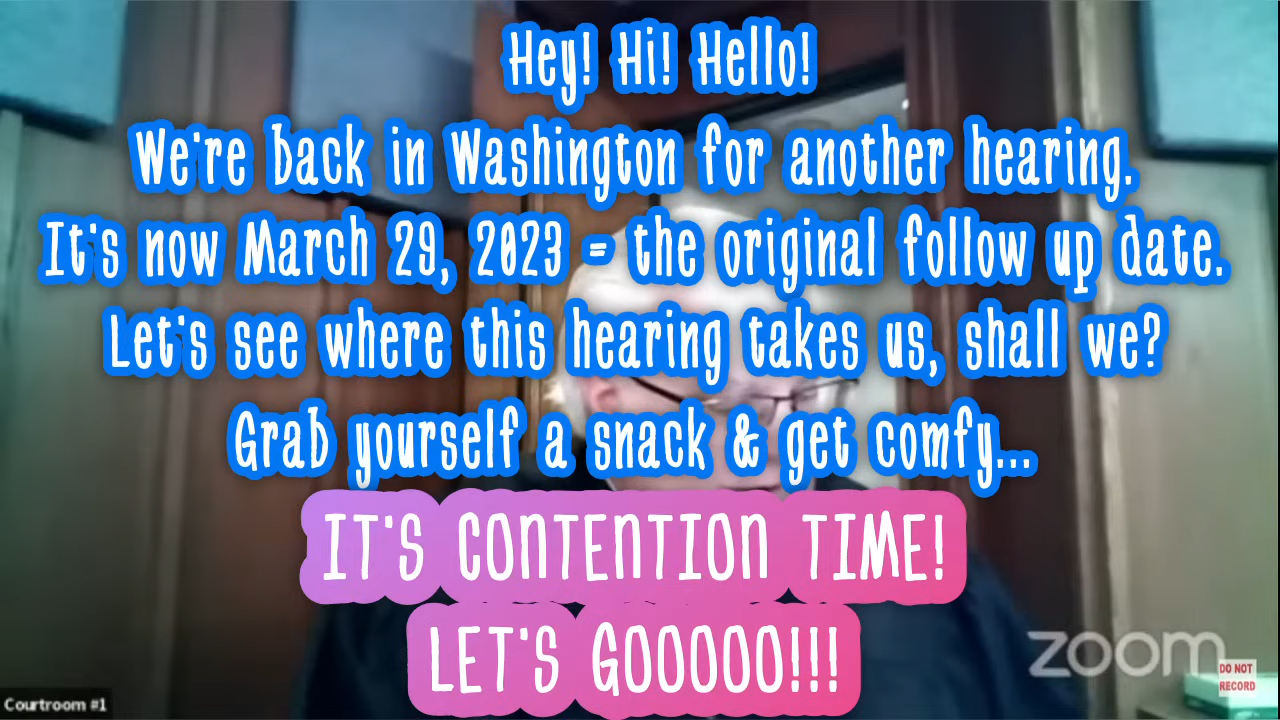 Hey! Hi! Hello!
We're back in Washington for another hearing.
It's now March 29, 2023 = the original follow up date.
Let's see where this hearing takes us, shall we?
Grab yourself a snack & get comfy...
IT'S CONTENTION TIME!
LET'S GOOOOO!!!
zoom
DO NOT
RECORD
Courtroom #1